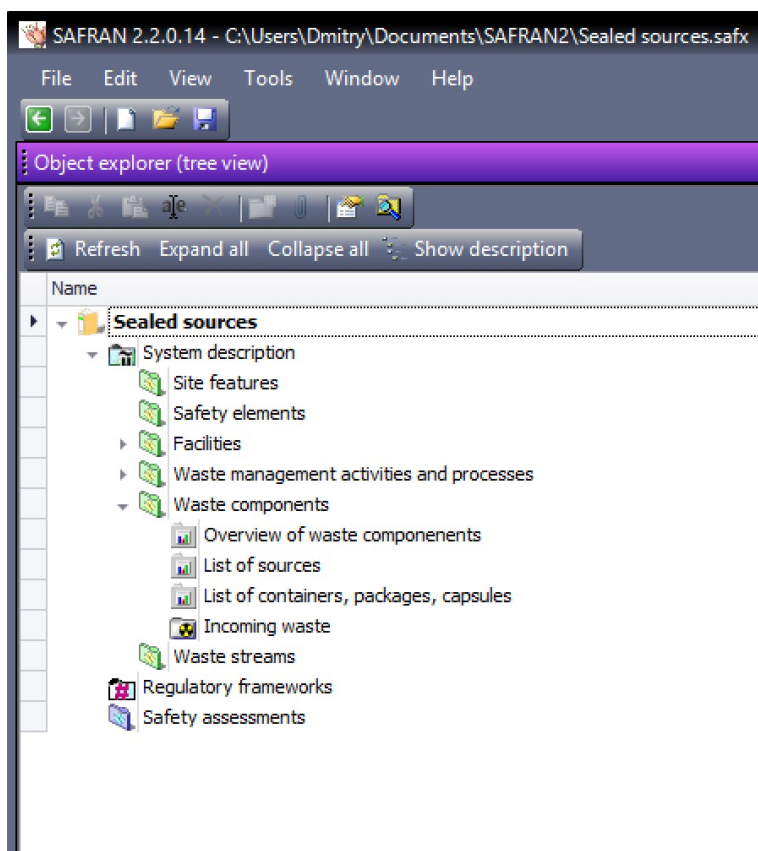 SAFRAN 2.2.0.14 - C:\Users\Dmitry\Documents\SAFRAN2\Sealed sources.safx
File Edit View Tools Window Help
Object explorer (tree view)
Refresh Expand all Collapse all Show description
Name
Sealed sources
System description
Site features
Safety elements
Facilities
Waste management activities and processes
Waste components
Overview of waste componenents
List of sources
List of containers, packages, capsules
Incoming waste
Waste streams
Regulatory frameworks
Safety assessments